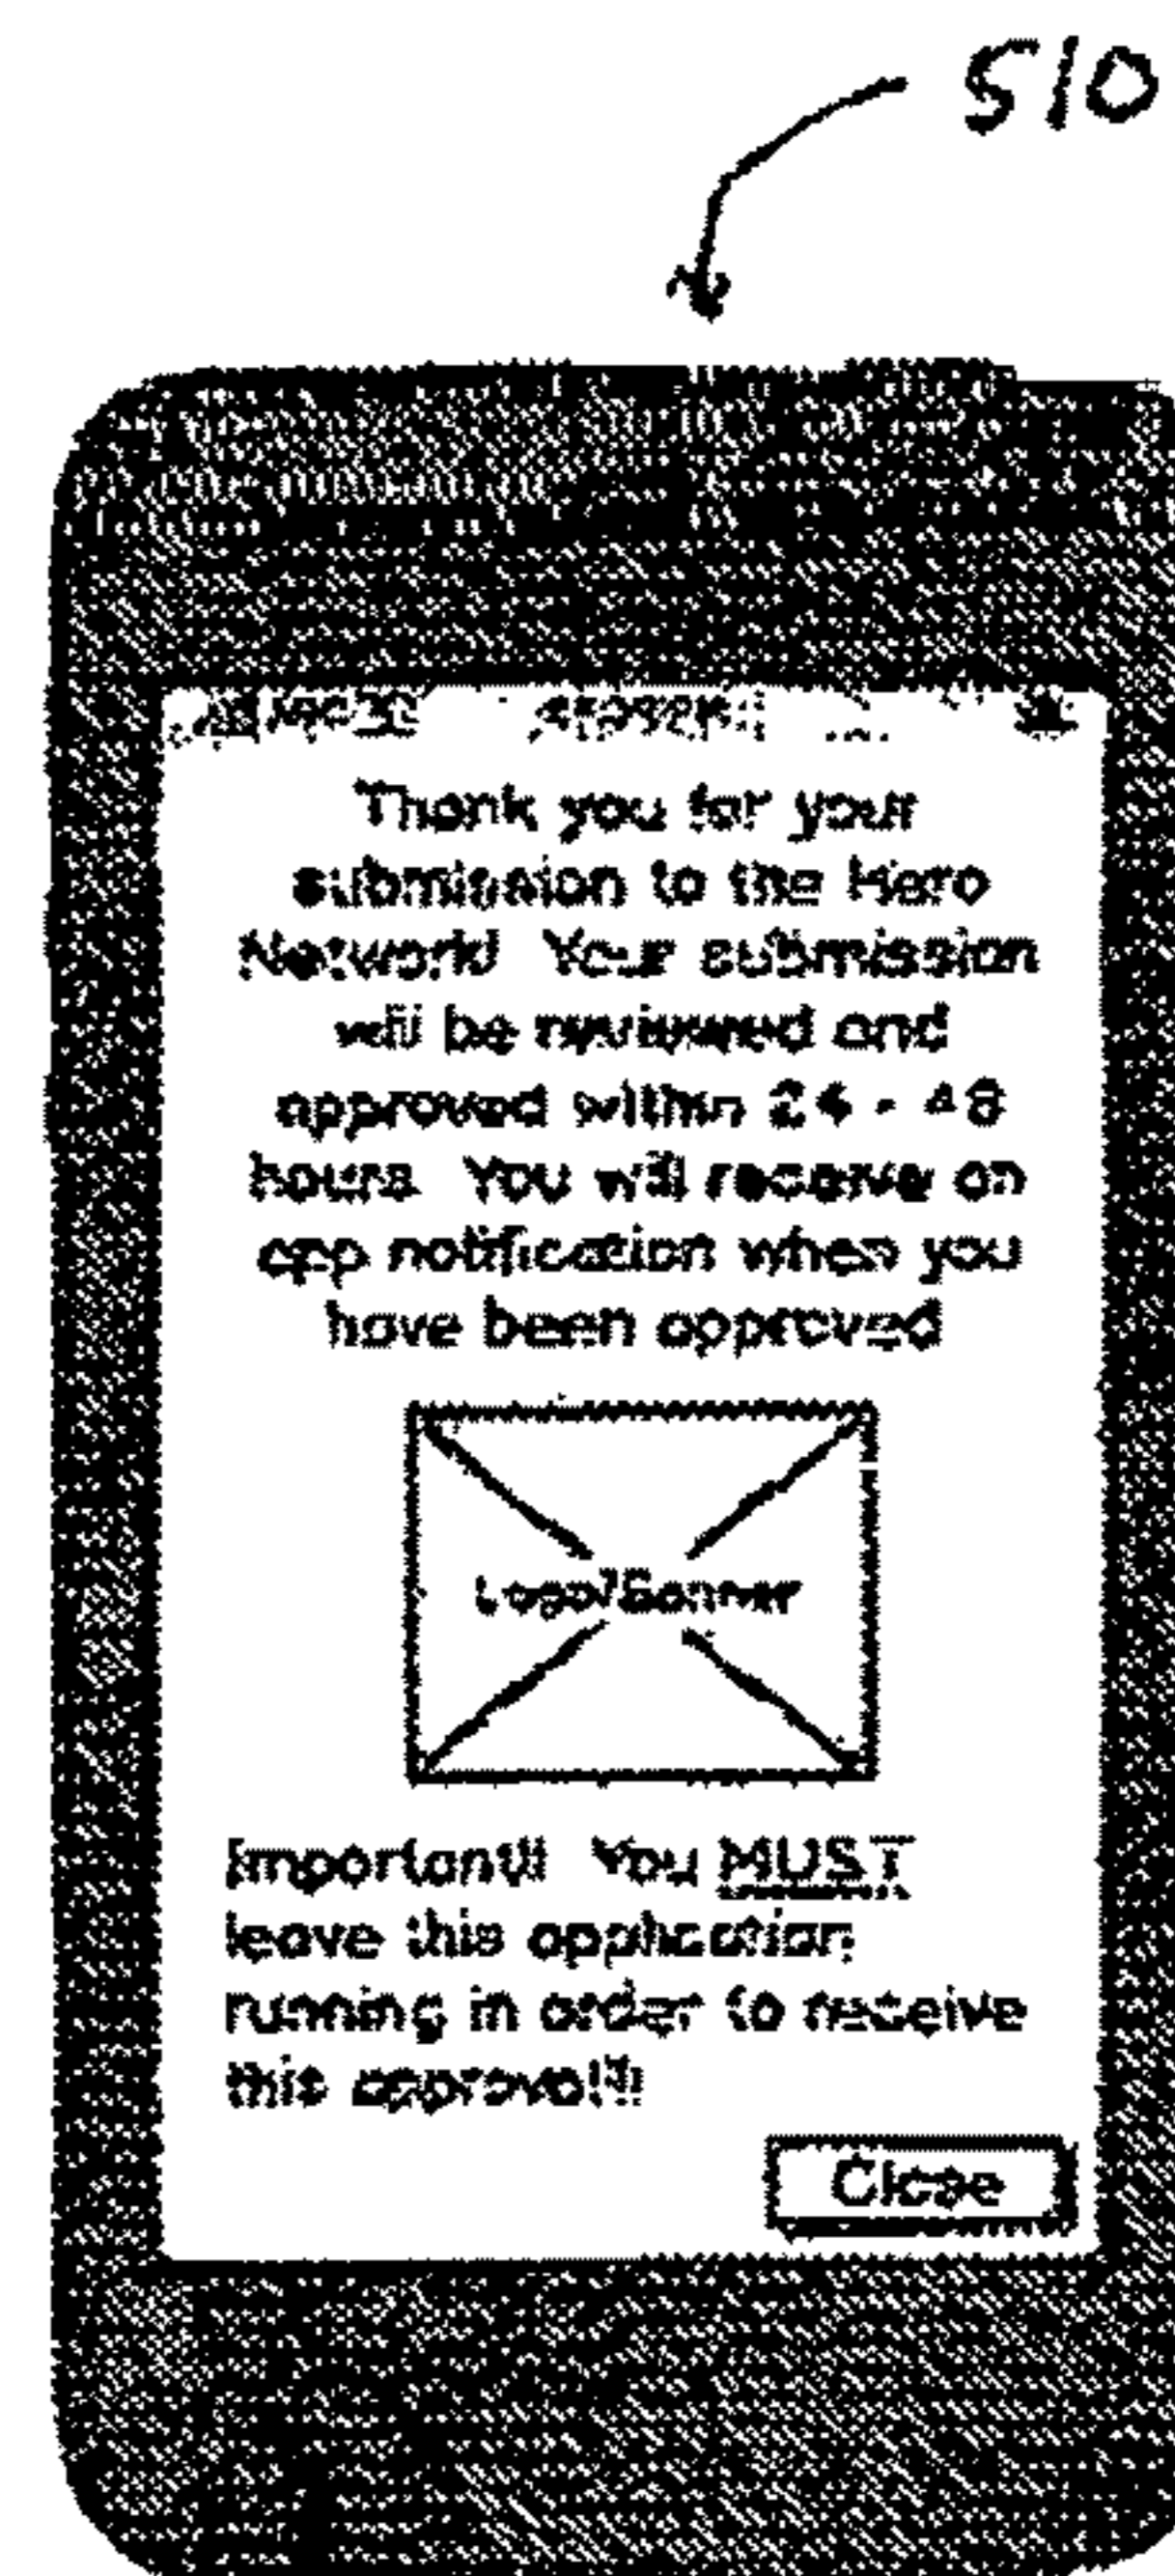 510
Thank you for your
submission to the Hero
Network! Your submission
will be reviewed and
approved within 24 - 48
hours. You will receive an
app notification when you
have been approved
Logo/Banner
Important!! You MUST
leave this application
running in order to receive
this approval!!!
Close